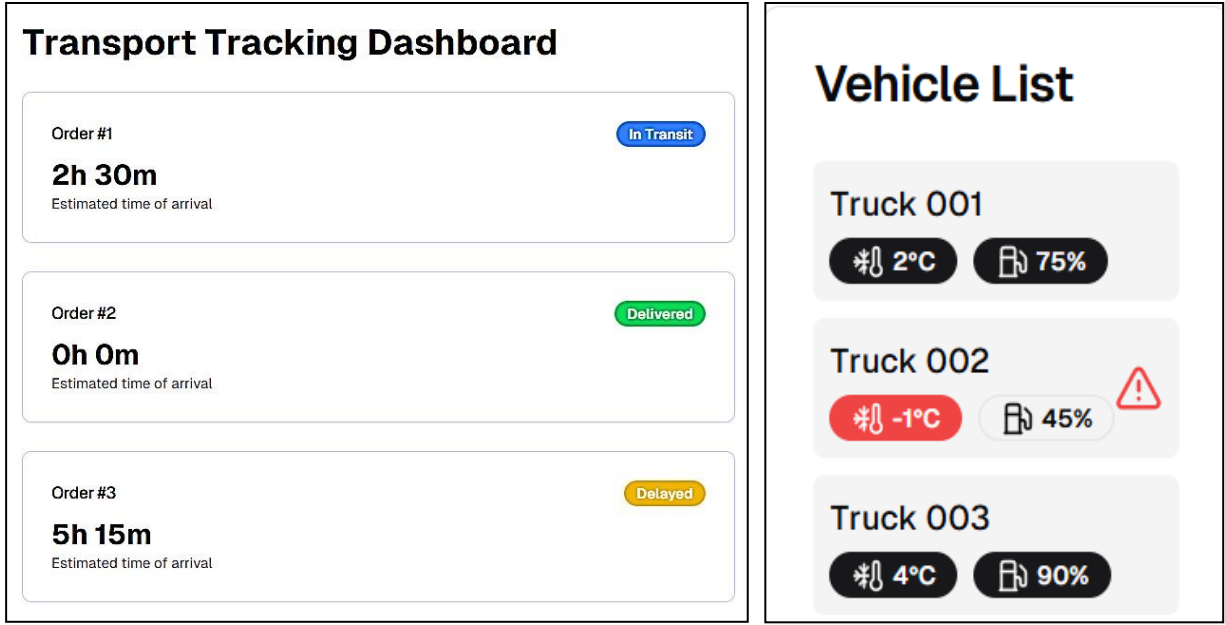 Transport Tracking Dashboard
Order #1
In Transit
2h 30m
Estimated time of arrival
Order #2
Delivered
0h 0m
Estimated time of arrival
Order #3
Delayed
5h 15m
Estimated time of arrival
Vehicle List
Truck 001
2°C 75%
Truck 002
-1°C 45%
Truck 003
4°C 90%